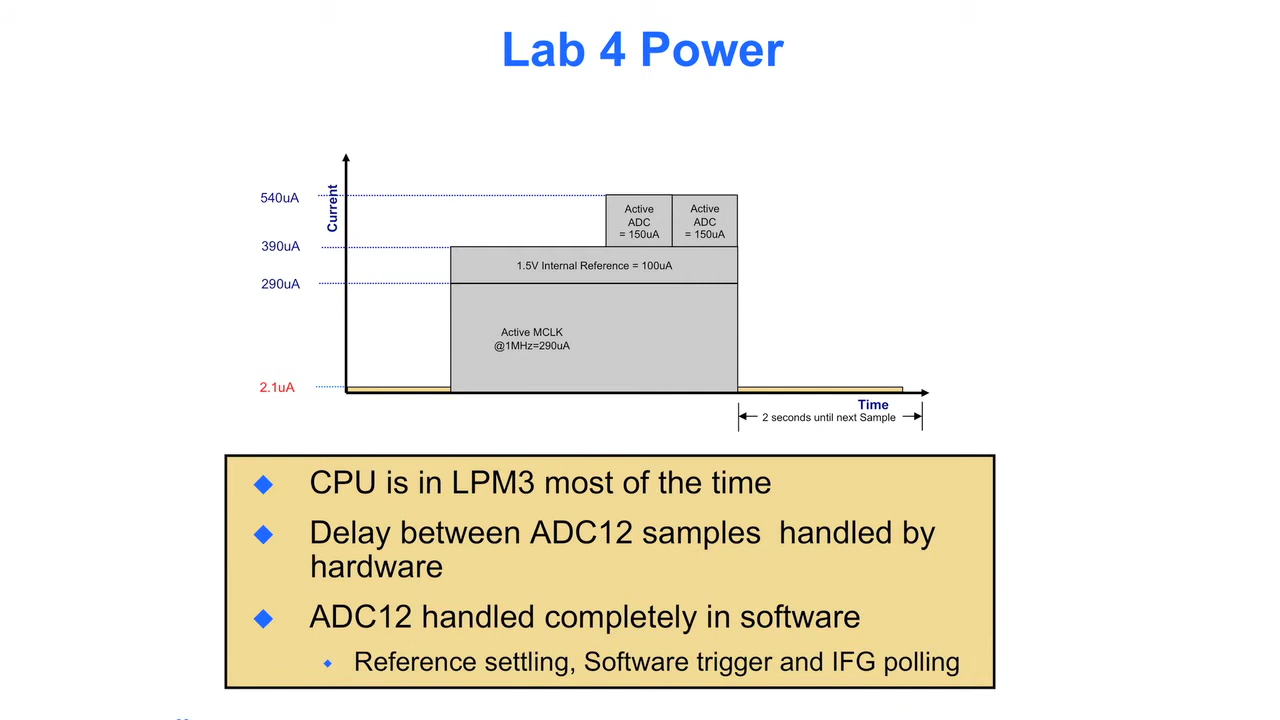 Lab 4 Power
540uA
Current
Active
ADC
= 150uA
Active
ADC
= 150uA
390uA
1.5V Internal Reference = 100uA
290uA
Active MCLK
@1MHz=290uA
2.1uA
Time
2 seconds until next Sample
CPU is in LPM3 most of the time
Delay between ADC12 samples handled by
hardware
ADC12 handled completely in software
Reference settling, Software trigger and IFG polling